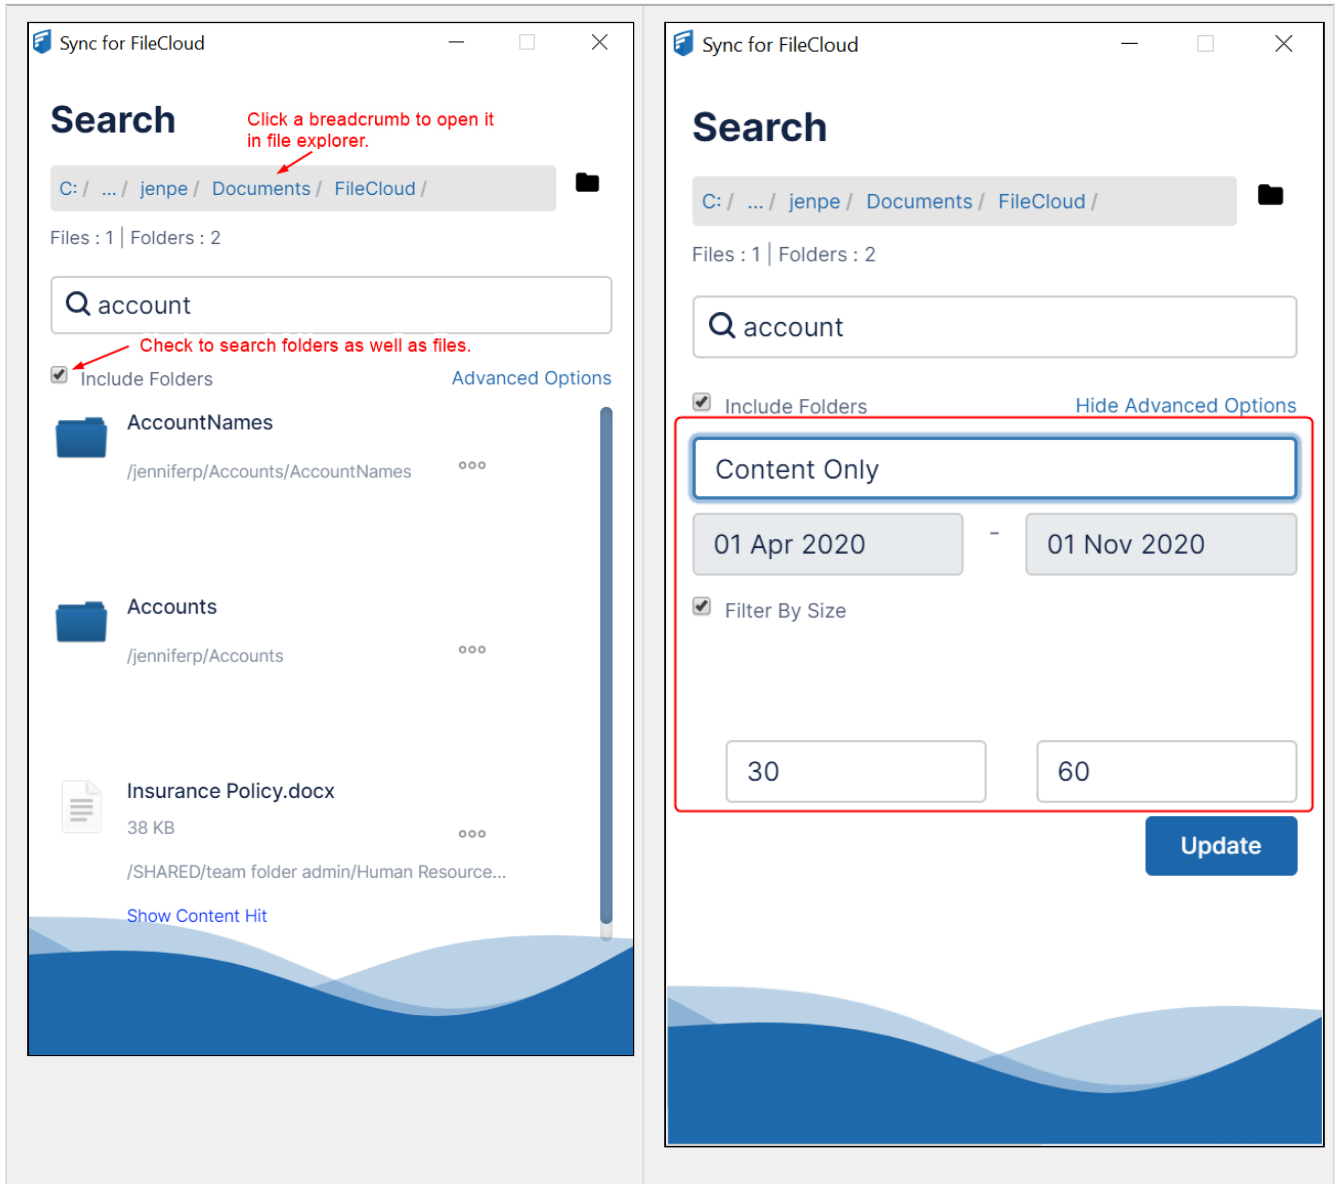 Sync for FileCloud
Search
Click a breadcrumb to open it
in file explorer.
C: / ... / jenpe / Documents / FileCloud /
Files : 1 | Folders : 2
account
Check to search folders as well as files.
Include Folders
Advanced Options
AccountNames
/jenniferp/Accounts/AccountNames
Accounts
/jenniferp/Accounts
Insurance Policy.docx
38 KB
/SHARED/team folder admin/Human Resource...
Show Content Hit
Sync for FileCloud
Search
C: / ... / jenpe / Documents / FileCloud /
Files : 1 | Folders : 2
account
Include Folders
Hide Advanced Options
Content Only
01 Apr 2020 - 01 Nov 2020
Filter By Size
30
60
Update